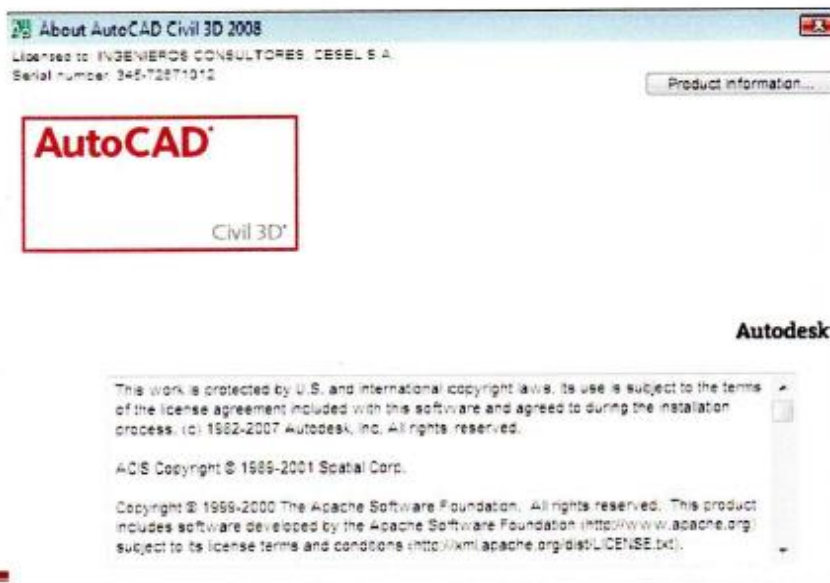 About AutoCAD Civil 3D 2008
Licensed to: INGENIEROS CONSULTORES, CESEL S.A.
Serial number: 345-72871012
Product information...
AutoCAD
Civil 3D
Autodesk
This work is protected by U.S. and international copyright laws. Its use is subject to the terms
of the license agreement included with this software and agreed to during the installation
process. (c) 1982-2007 Autodesk, Inc. All rights reserved.
ACIS Copyright © 1989-2001 Spatial Corp.
Copyright © 1999-2000 The Apache Software Foundation. All rights reserved. This product
includes software developed by the Apache Software Foundation (http://www.apache.org)
subject to its license terms and conditions (http://xml.apache.org/dist/LICENSE.txt).